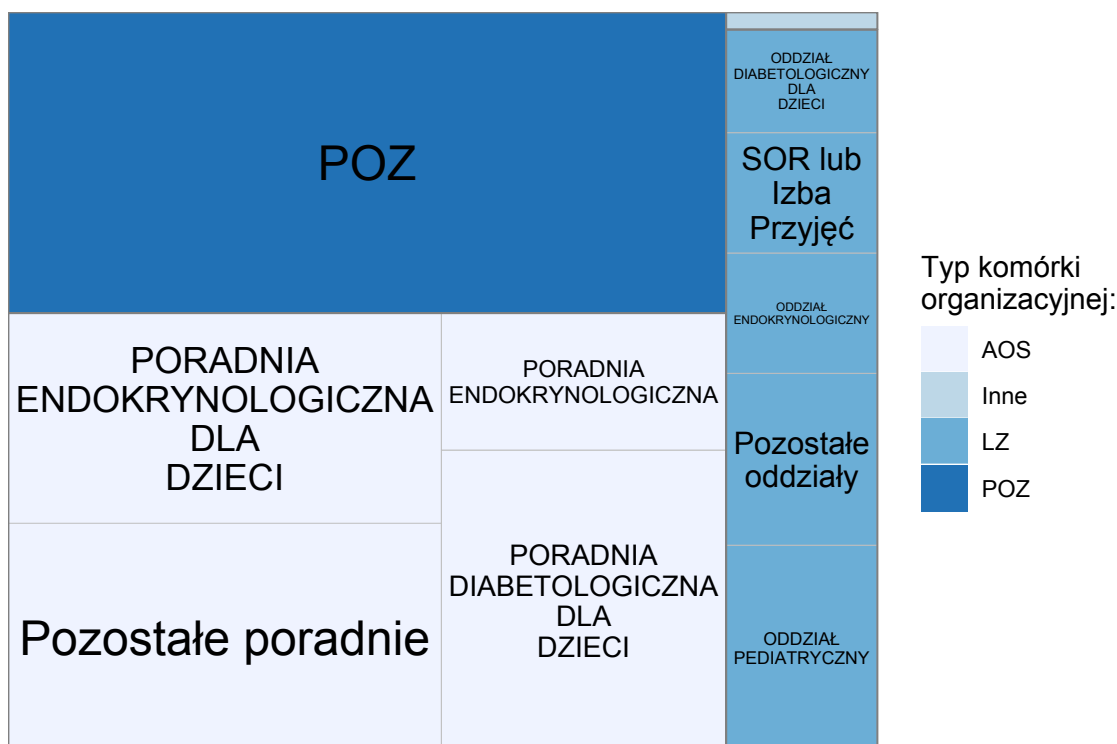 POZ
ODDZIAŁ
DIABETOLOGICZNY
DLA
DZIECI
SOR lub
Izba
Przyjęć
ODDZIAŁ
ENDOKRYNOLOGICZNY
Pozostałe
oddziały
ODDZIAŁ
PEDIATRYCZNY
PORADNIA
ENDOKRYNOLOGICZNA
DLA
DZIECI
PORADNIA
ENDOKRYNOLOGICZNA
Pozostałe poradnie
PORADNIA
DIABETOLOGICZNA
DLA
DZIECI
Typ komórki
organizacyjnej:
AOS
Inne
LZ
POZ